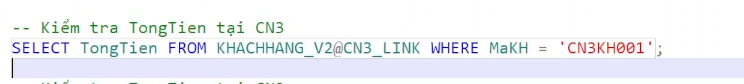 -- Kiểm tra TongTien tại CN3
SELECT TongTien FROM KHACHHANG_V2@CN3_LINK WHERE MaKH = 'CN3KH001';